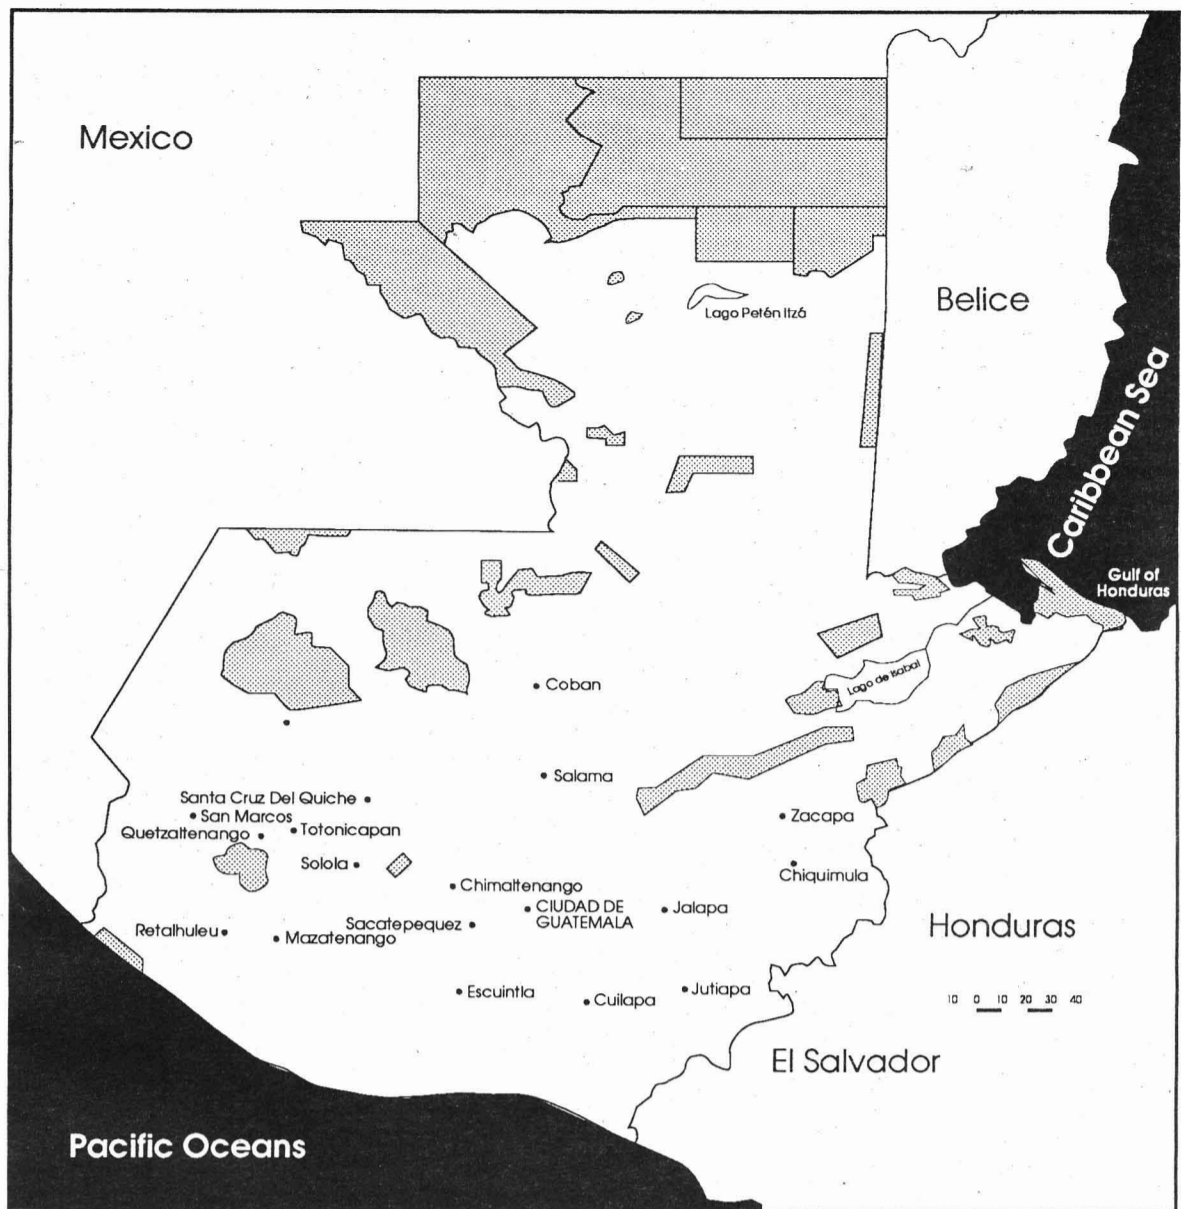 Mexico
Belice
Lago Petén Itzá
Caribbean Sea
Gulf of
Honduras
Lago de Isabal
Coban
Salama
Santa Cruz Del Quiche
San Marcos
Quetzaltenango
Totonicapan
Zacapa
Solola
Chiquimula
Chimaltenango
CIUDAD DE
GUATEMALA
Jalapa
Sacatepequez
Retalhuleu
Mazatenango
Honduras
Escuintla
Cuilapa
Jutiapa
10 0 10 20 30 40
El Salvador
Pacific Oceans